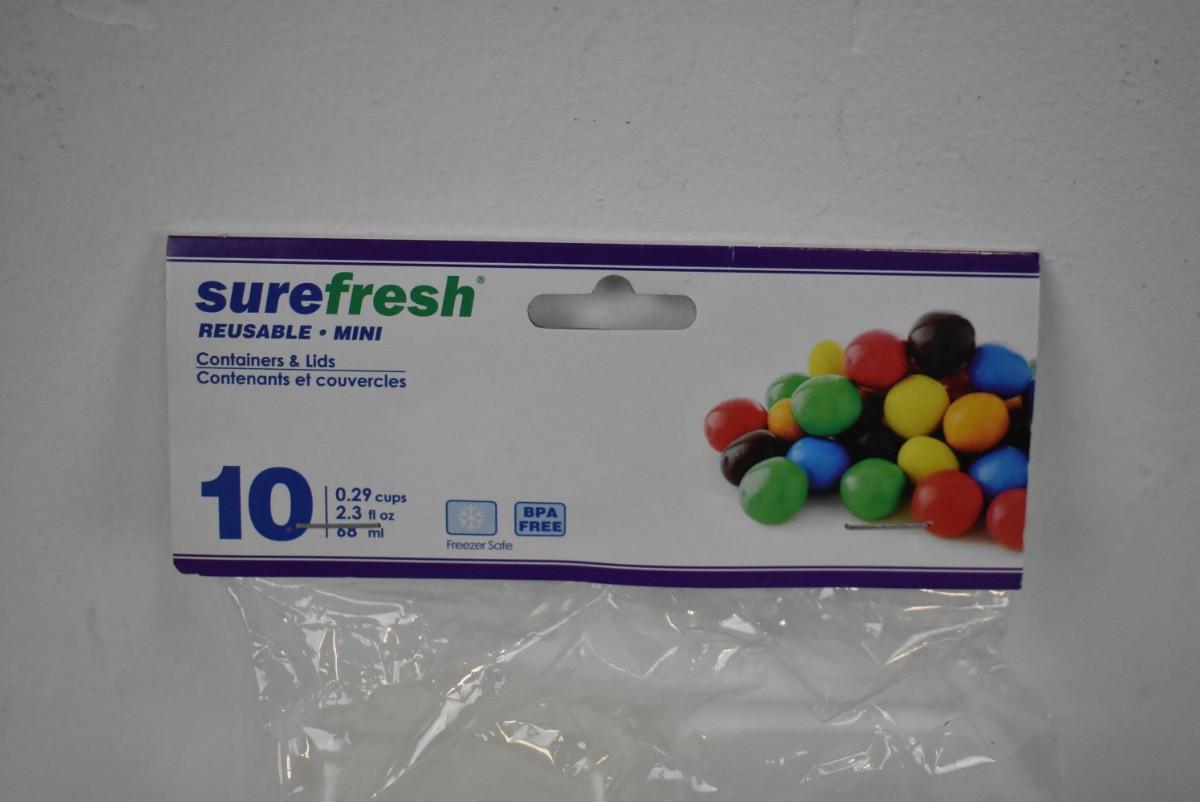 surefresh®
REUSABLE • MINI
Containers & Lids
Contenants et couvercles
10
0.29 cups
2.3 fl oz
68 ml
BPA
FREE
Freezer Safe